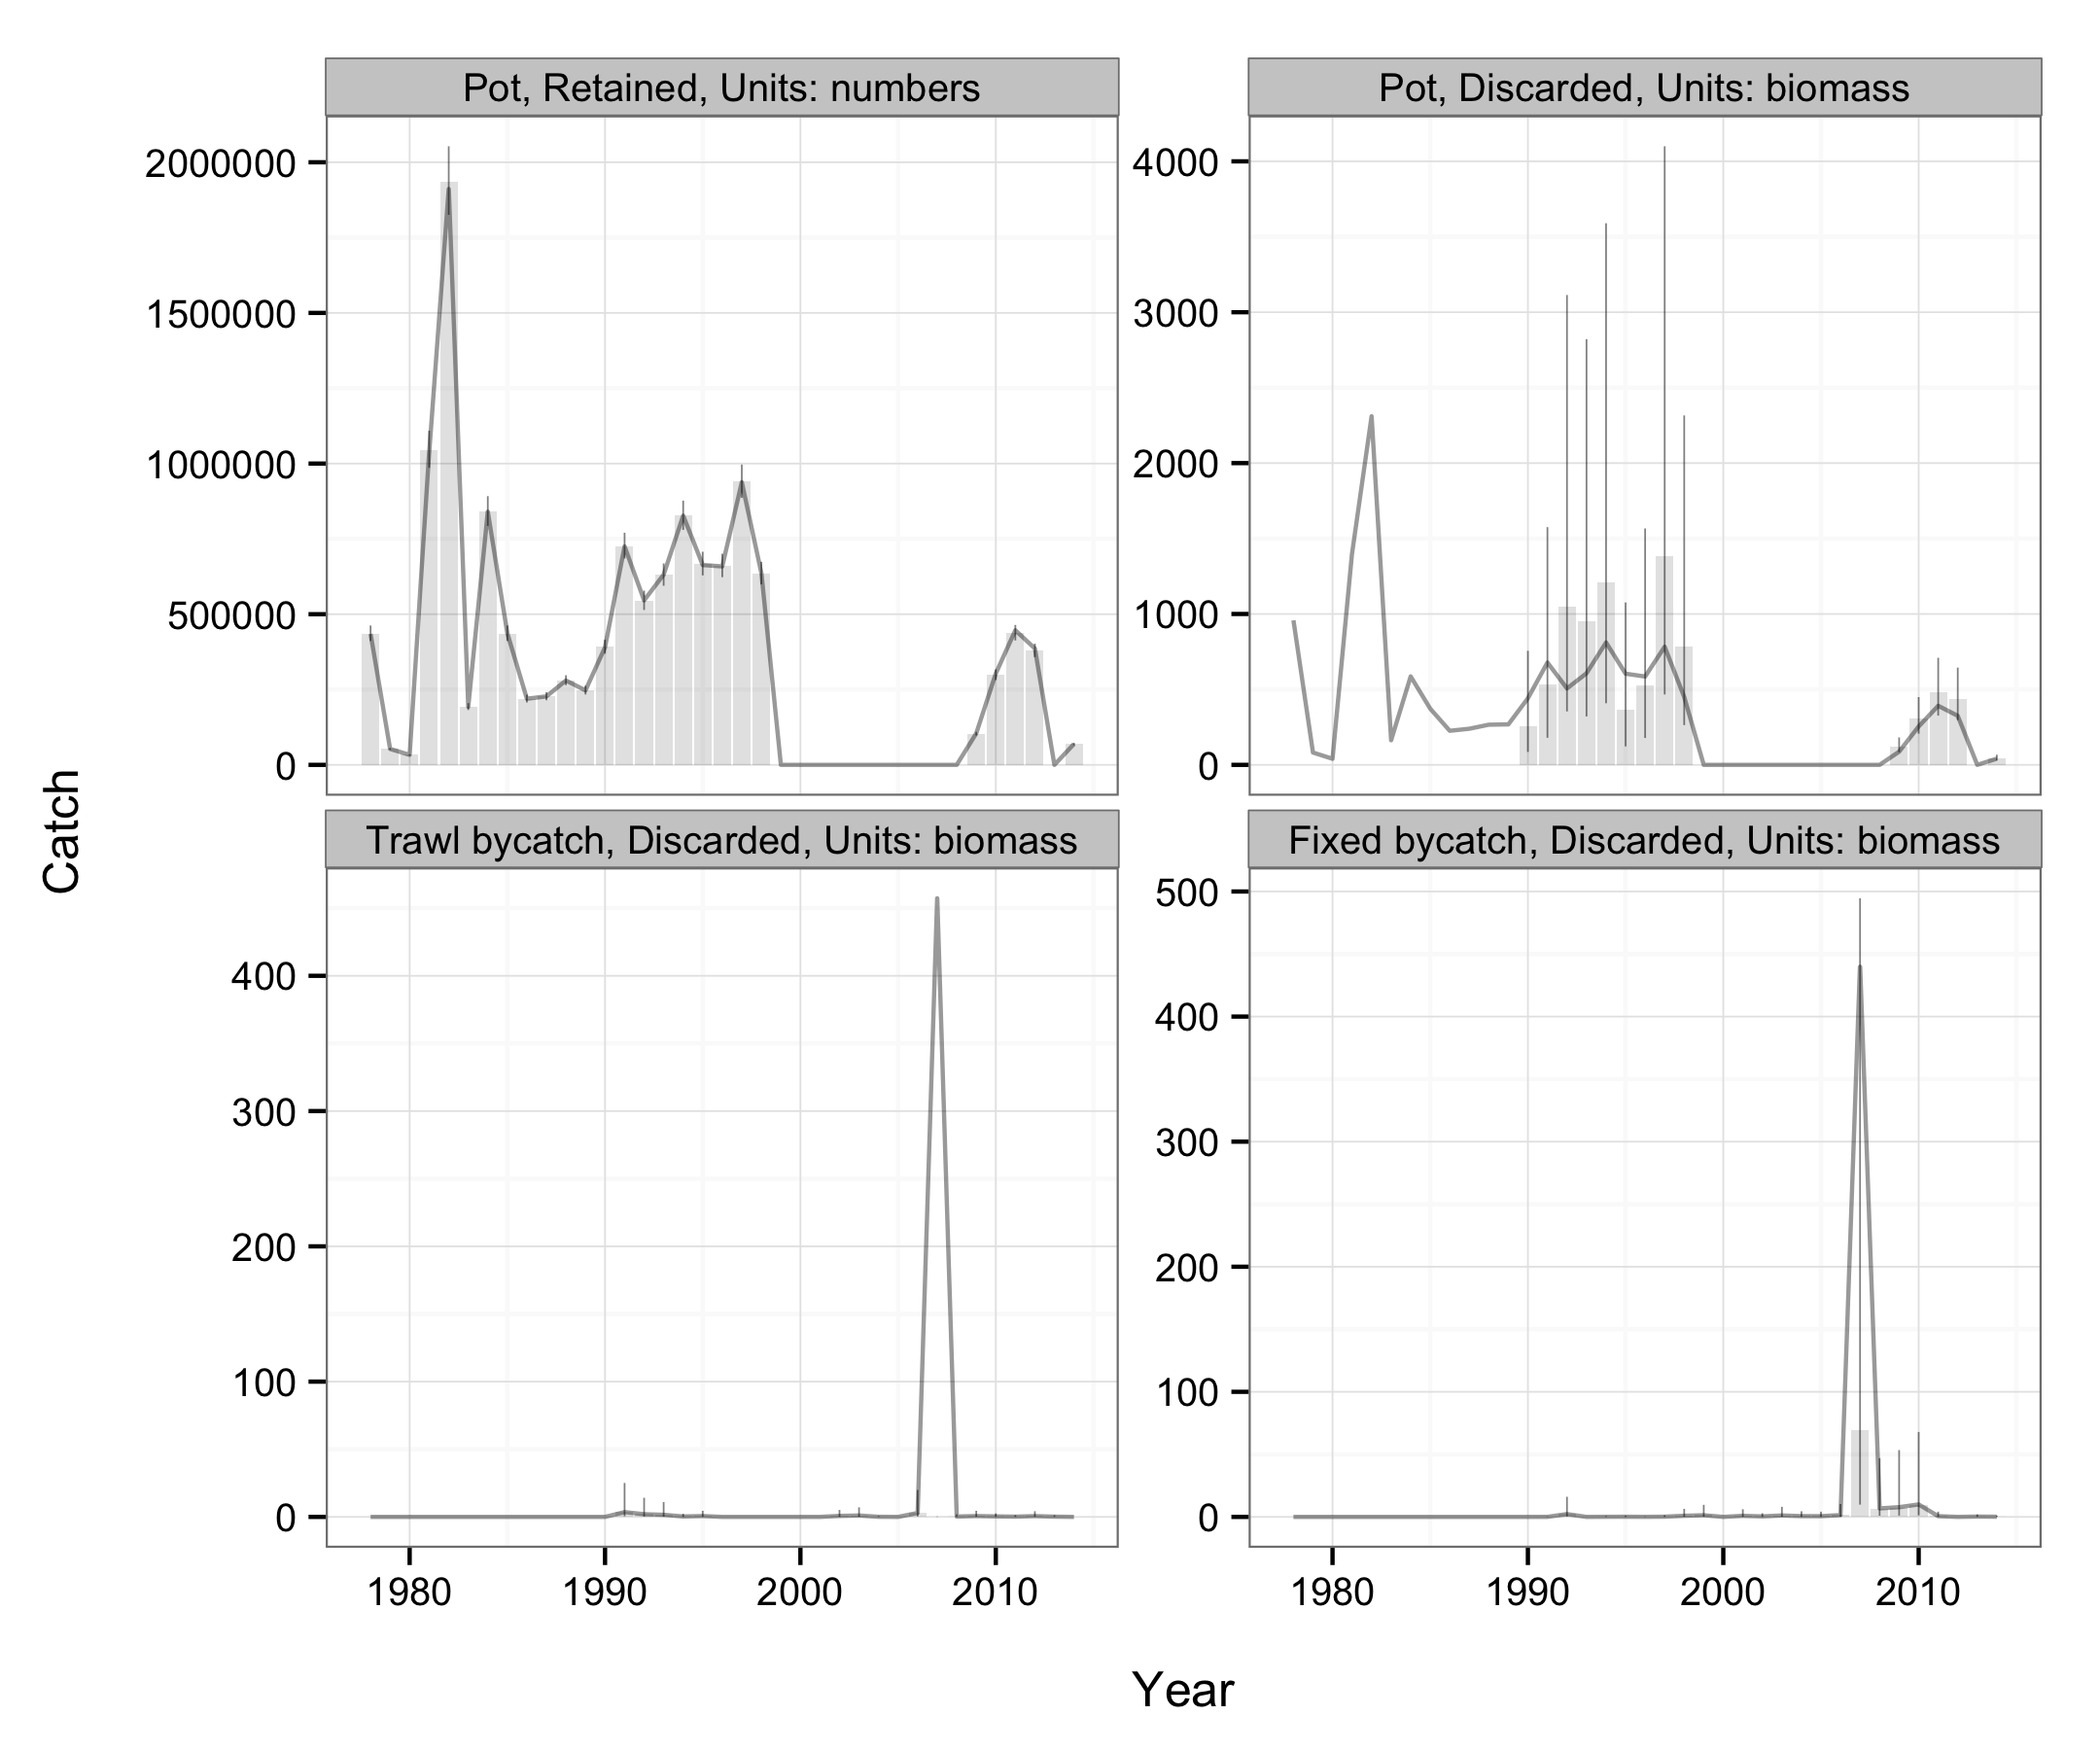 Pot, Retained, Units: numbers
Pot, Discarded, Units: biomass
2000000
1500000
1000000
500000
0
4000
3000
2000
1000
0
Catch
Trawl bycatch, Discarded, Units: biomass
Fixed bycatch, Discarded, Units: biomass
400
300
200
100
0
500
400
300
200
100
0
1980 1990 2000 2010
1980 1990 2000 2010
Year